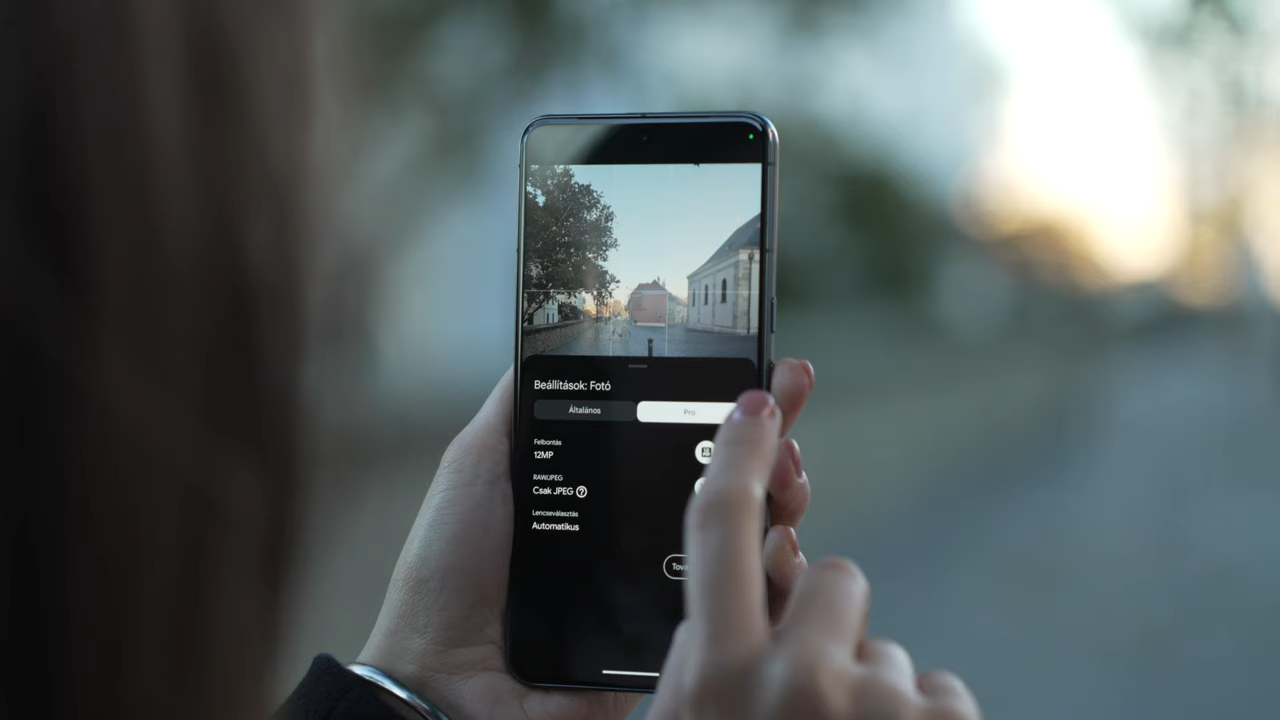 Beállítások: Fotó
Általános
Pro
Felbontás
12MP
RAW/JPEG
Csak JPEG
Lencseválasztás
Automatikus